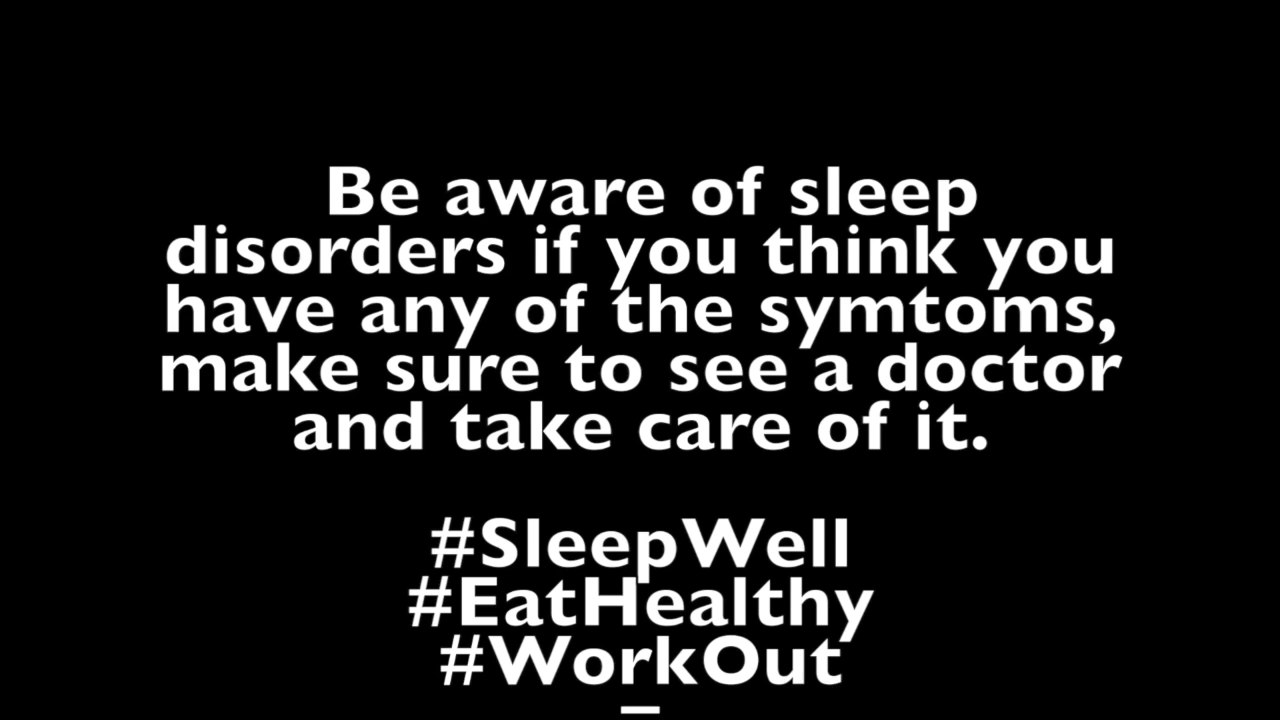 Be aware of sleep
disorders if you think you
have any of the symtoms,
make sure to see a doctor
and take care of it.
#SleepWell
#EatHealthy
#WorkOut